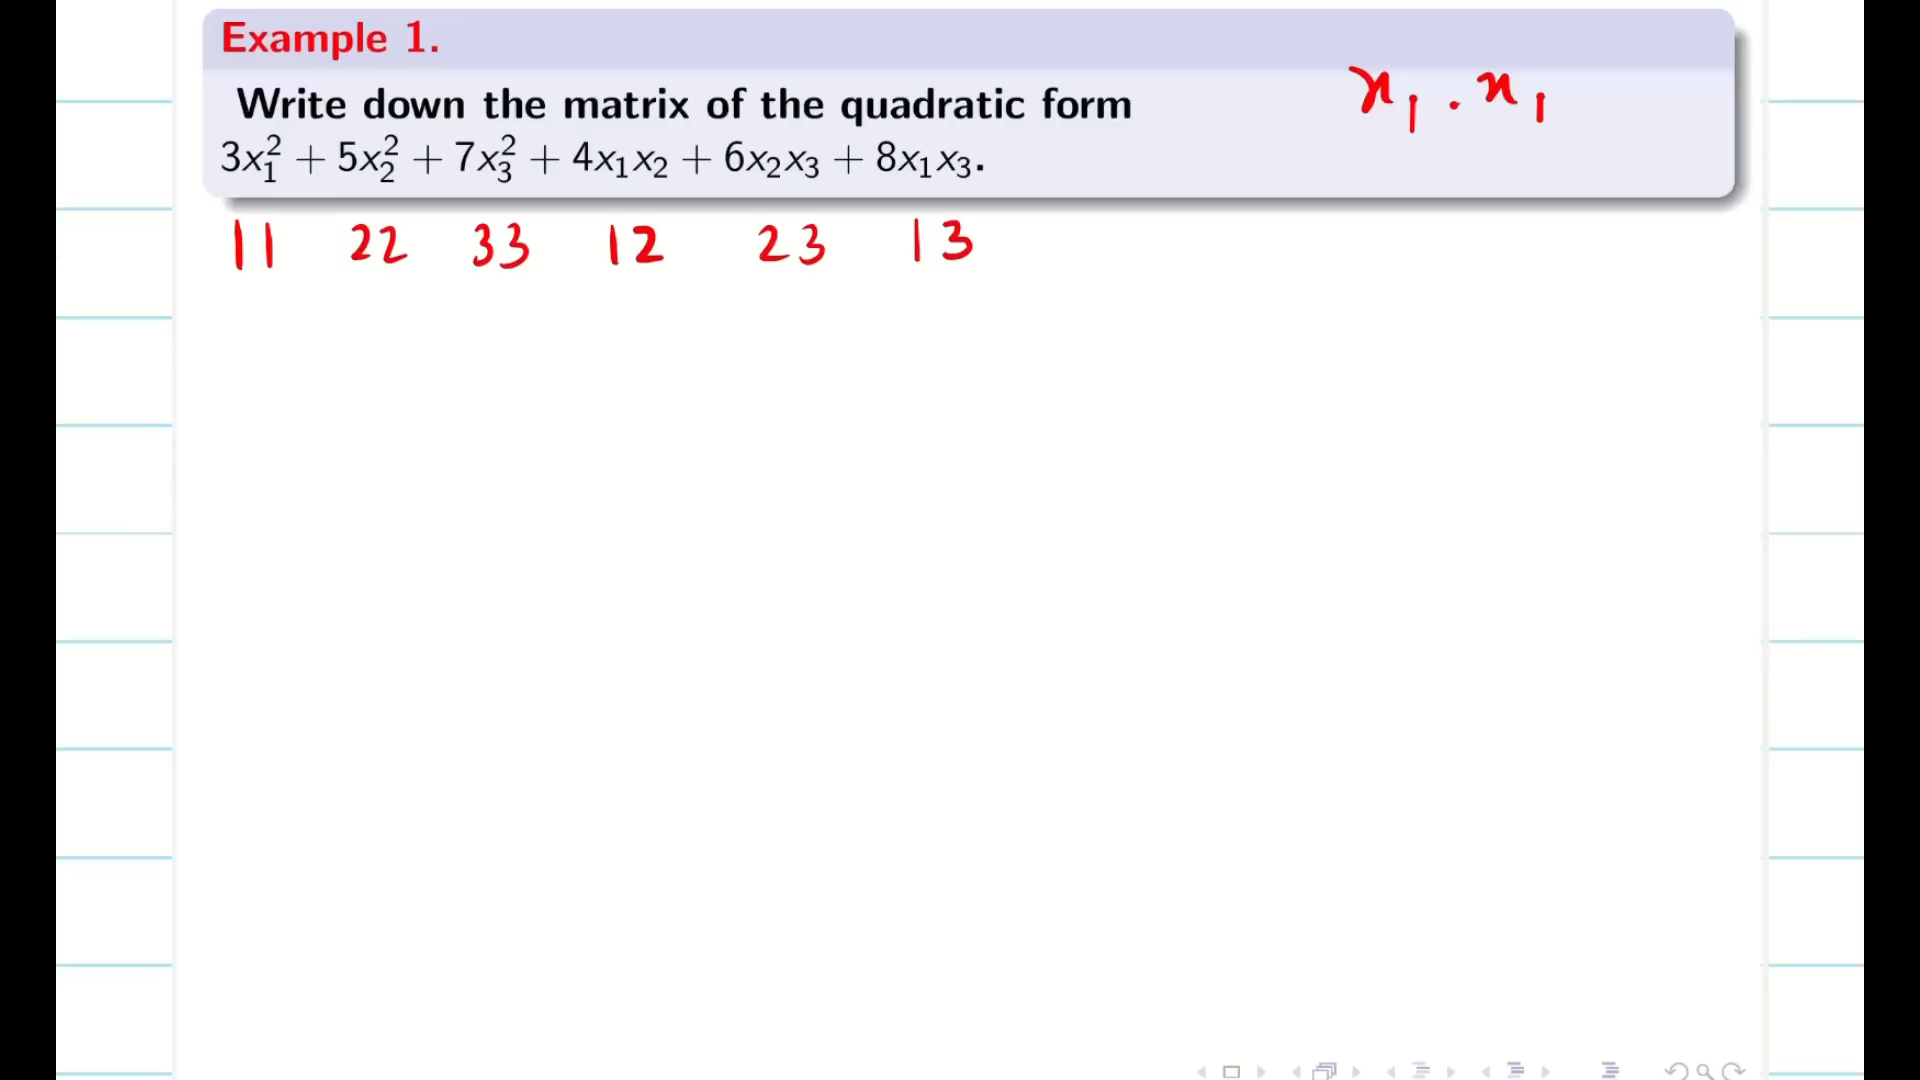 Example 1.
Write down the matrix of the quadratic form
x₁ . x₁
3x₁² + 5x₂² + 7x₃² + 4x₁x₂ + 6x₂x₃ + 8x₁x₃.
11 22 33 12 23 13